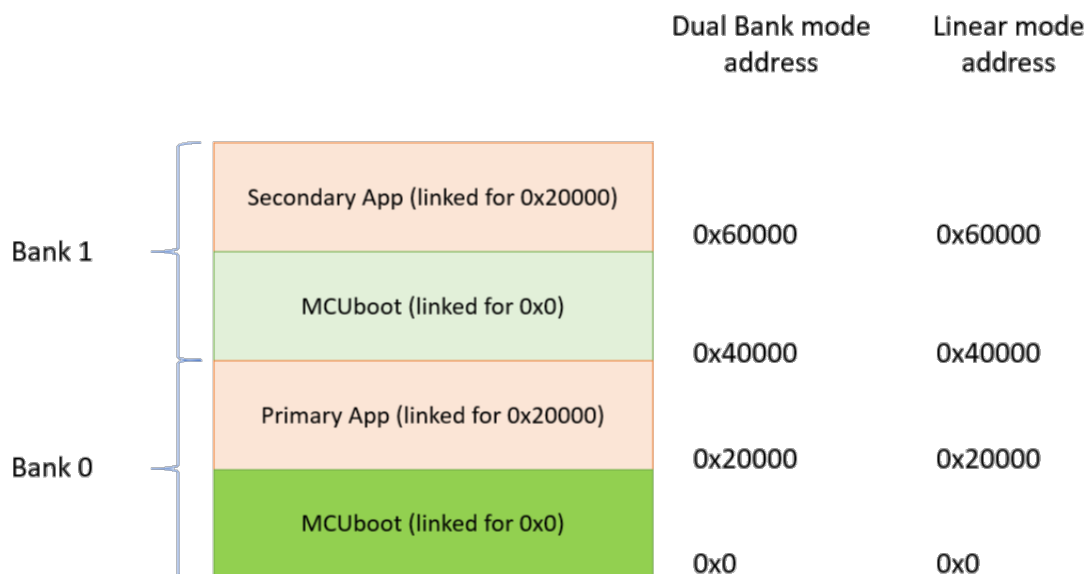 Dual Bank mode address
Linear mode address
Secondary App (linked for 0x20000)
0x60000
0x60000
Bank 1
MCUboot (linked for 0x0)
0x40000
0x40000
Primary App (linked for 0x20000)
0x20000
0x20000
Bank 0
MCUboot (linked for 0x0)
0x0
0x0